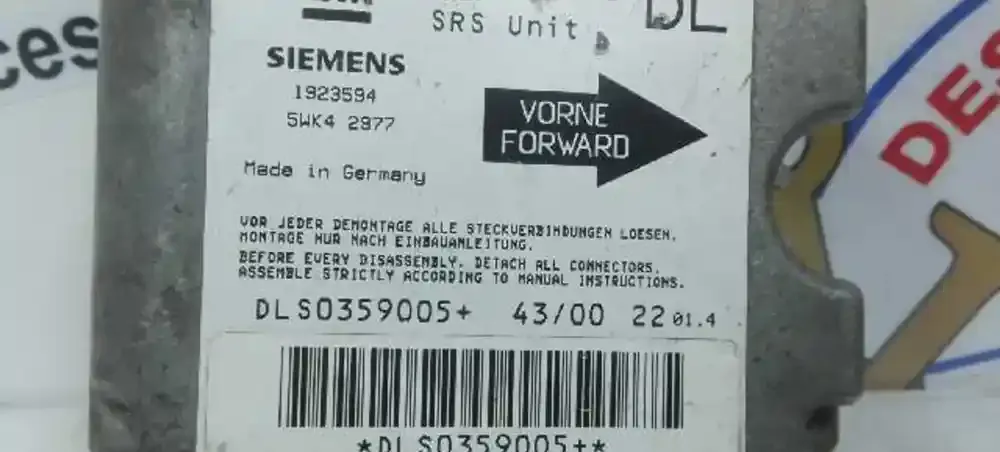 SRS Unit
DL
SIEMENS
1923594
5WK4 2977
VORNE
FORWARD
Made in Germany
VOR JEDER DEMONTAGE ALLE STECKVERBINDUNGEN LOESEN.
MONTAGE NUR NACH EINBAUANLEITUNG.
BEFORE EVERY DISASSEMBLY. DETACH ALL CONNECTORS.
ASSEMBLE STRICTLY ACCORDING TO MANUAL INSTRUCTIONS.
DLS0359005+ 43/00 22 01.4
*DLS0359005+*
ces
DES